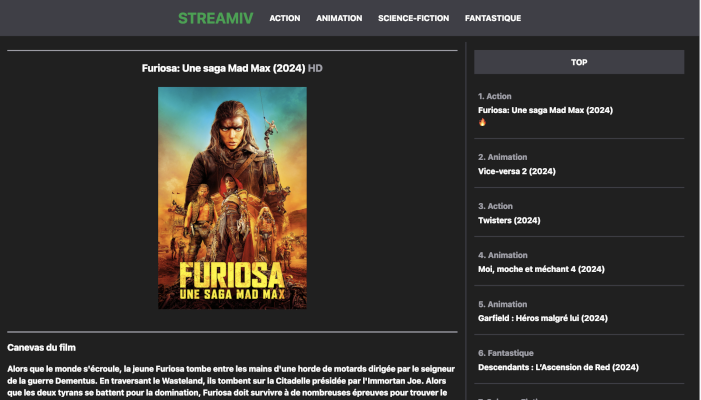 STREAMIV ACTION ANIMATION SCIENCE-FICTION FANTASTIQUE
Furiosa: Une saga Mad Max (2024) HD
FURIOSA
UNE SAGA MAD MAX
Canevas du film
Alors que le monde s'écroule, la jeune Furiosa tombe entre les mains d'une horde de motards dirigée par le seigneur
de la guerre Dementus. En traversant le Wasteland, ils tombent sur la Citadelle présidée par l'Immortan Joe. Alors
que les deux tyrans se battent pour la domination, Furiosa doit survivre à de nombreuses épreuves pour trouver le
TOP
1. Action
Furiosa: Une saga Mad Max (2024)
🔥
2. Animation
Vice-versa 2 (2024)
3. Action
Twisters (2024)
4. Animation
Moi, moche et méchant 4 (2024)
5. Animation
Garfield : Héros malgré lui (2024)
6. Fantastique
Descendants : L'Ascension de Red (2024)